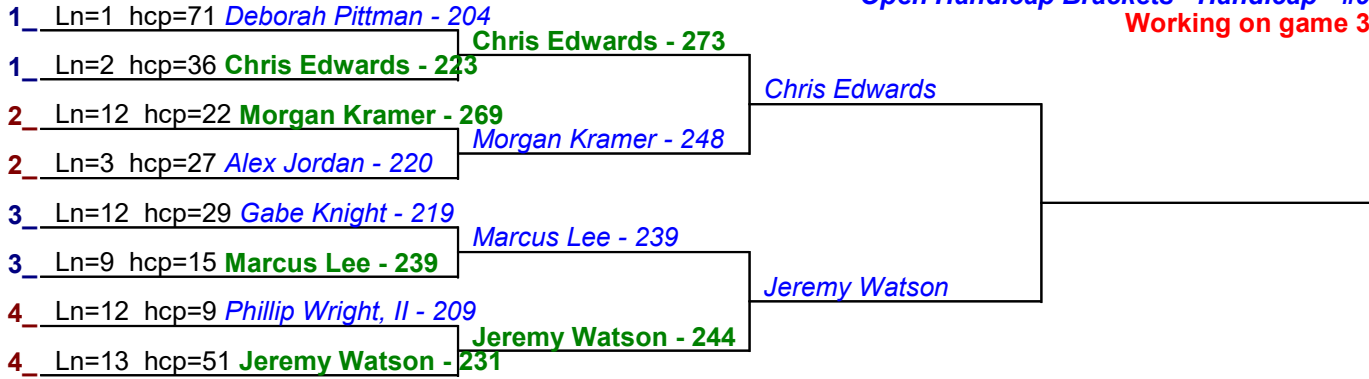 Open Handicap Brackets - Handicap
Working on game 3
1_ Ln=1 hcp=71 Deborah Pittman - 204
Chris Edwards - 273
1_ Ln=2 hcp=36 Chris Edwards - 223
Chris Edwards
2_ Ln=12 hcp=22 Morgan Kramer - 269
Morgan Kramer - 248
2_ Ln=3 hcp=27 Alex Jordan - 220
3_ Ln=12 hcp=29 Gabe Knight - 219
Marcus Lee - 239
3_ Ln=9 hcp=15 Marcus Lee - 239
Jeremy Watson
4_ Ln=12 hcp=9 Phillip Wright, II - 209
Jeremy Watson - 244
4_ Ln=13 hcp=51 Jeremy Watson - 231